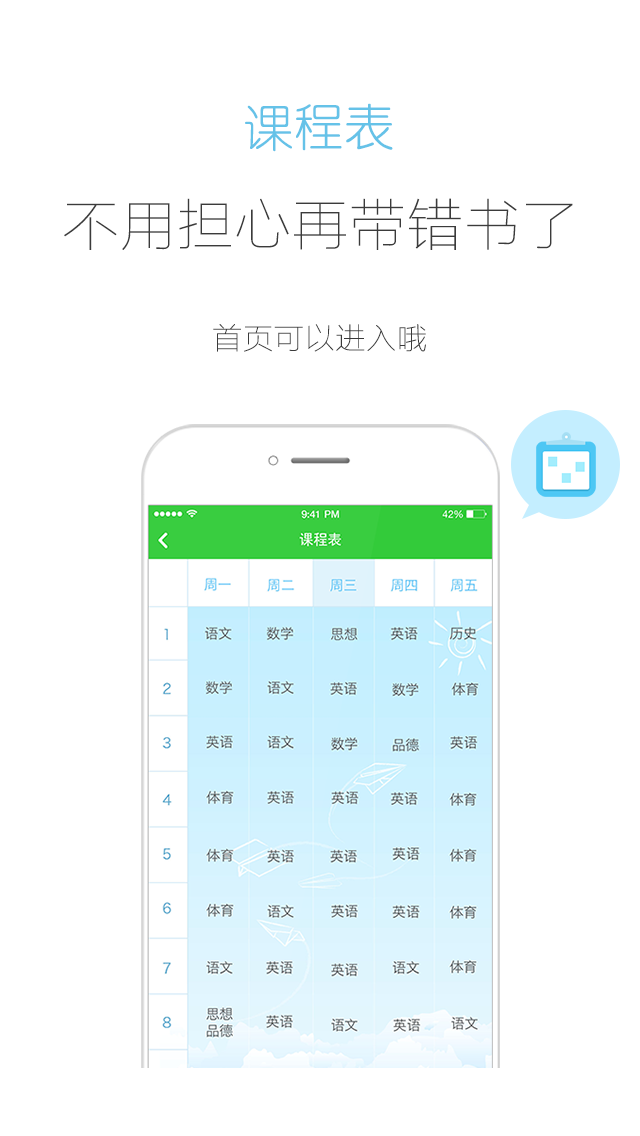 课程表
不用担心再带错书了
首页可以进入哦
9:41 PM 42%
课程表
周一 周二 周三 周四 周五
1 语文 数学 思想 英语 历史
2 数学 语文 英语 数学 体育
3 英语 语文 数学 品德 英语
4 体育 英语 英语 英语 体育
5 体育 英语 英语 英语 体育
6 体育 语文 英语 英语 体育
7 语文 英语 英语 语文 体育
8 思想品德 英语 语文 英语 语文